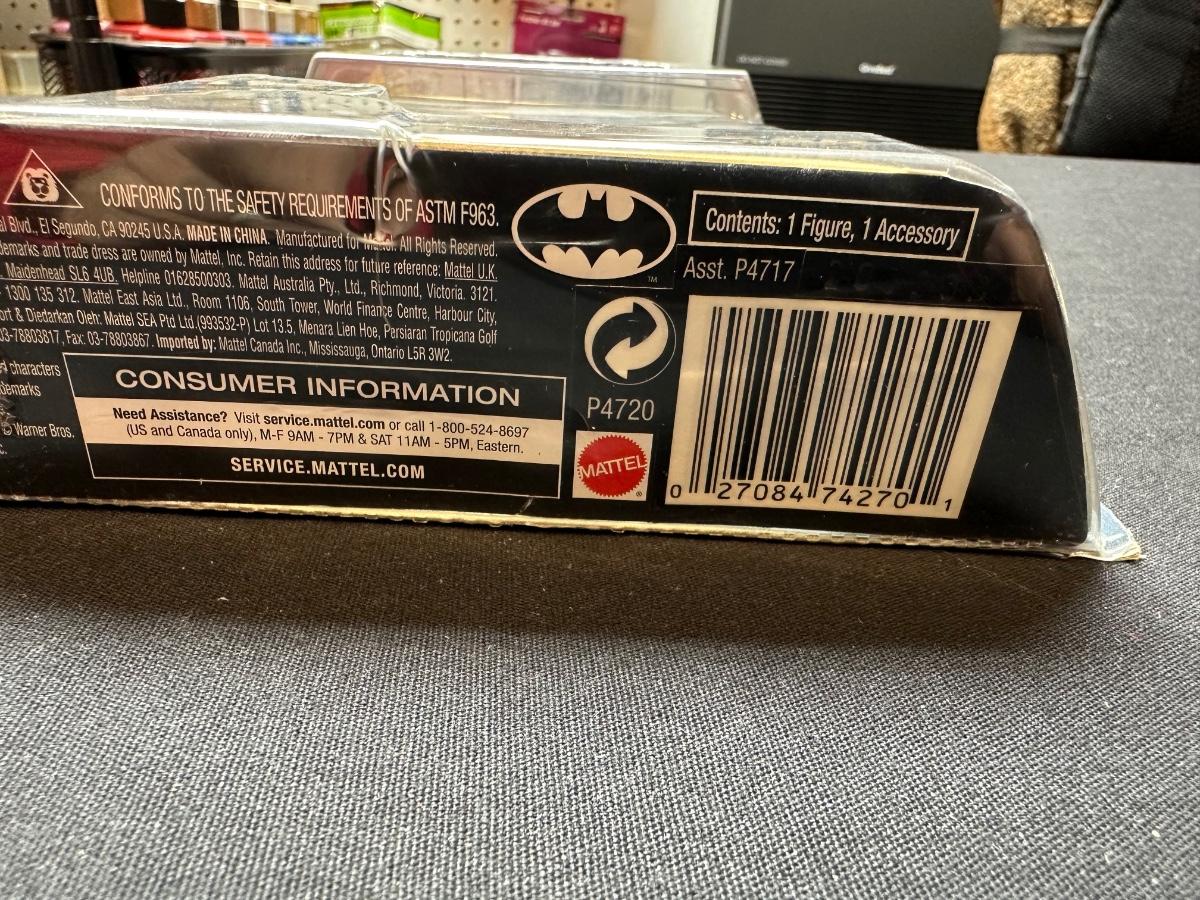 CONFORMS TO THE SAFETY REQUIREMENTS OF ASTM F963.
Blvd., El Segundo, CA 90245 U.S.A. MADE IN CHINA. Manufactured for Mattel. All Rights Reserved.
and trade dress are owned by Mattel, Inc. Retain this address for future reference: Mattel U.K.
Maidenhead SL6 4UB. Helpline 01628500303. Mattel Australia Pty., Ltd., Richmond, Victoria. 3121.
1300 135 312. Mattel East Asia Ltd., Room 1106, South Tower, World Finance Centre, Harbour City,
& Diedarkan Oleh: Mattel SEA Ptd Ltd.(993532-P) Lot 13.5, Menara Lien Hoe, Persiaran Tropicana Golf
03-78803817, Fax: 03-78803867. Imported by: Mattel Canada Inc., Mississauga, Ontario L5R 3W2.
characters
Warner Bros.
CONSUMER INFORMATION
Need Assistance? Visit service.mattel.com or call 1-800-524-8697
(US and Canada only), M-F 9AM - 7PM & SAT 11AM - 5PM, Eastern.
SERVICE.MATTEL.COM
TM
P4720
MATTEL
®
Contents: 1 Figure, 1 Accessory
Asst. P4717
0 27084 74270 1